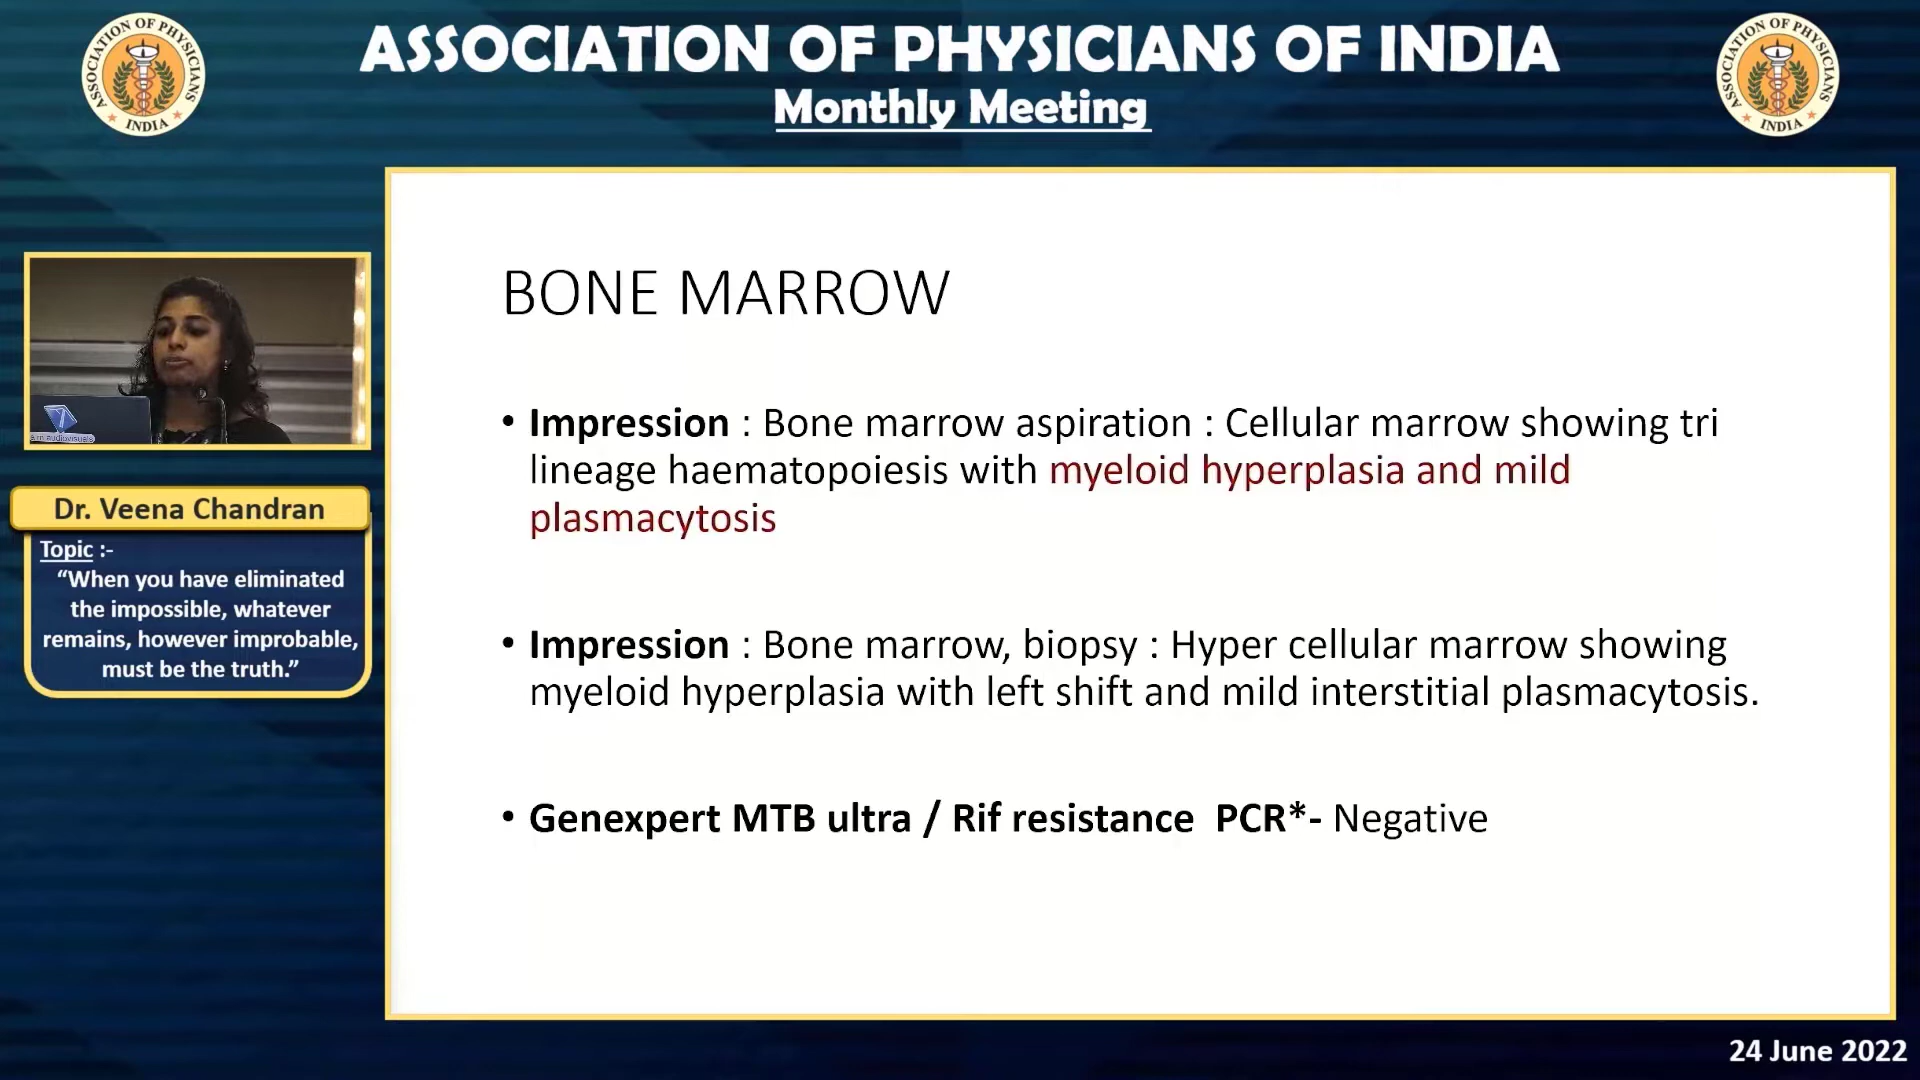 ASSOCIATION OF PHYSICIANS OF INDIA
Monthly Meeting
ASSOCIATION OF PHYSICIANS
INDIA
ASSOCIATION OF PHYSICIANS
INDIA
BONE MARROW
• Impression : Bone marrow aspiration : Cellular marrow showing tri
lineage haematopoiesis with myeloid hyperplasia and mild
plasmacytosis
• Impression : Bone marrow, biopsy : Hyper cellular marrow showing
myeloid hyperplasia with left shift and mild interstitial plasmacytosis.
• Genexpert MTB ultra / Rif resistance PCR*- Negative
Dr. Veena Chandran
Topic :-
“When you have eliminated
the impossible, whatever
remains, however improbable,
must be the truth.”
24 June 2022